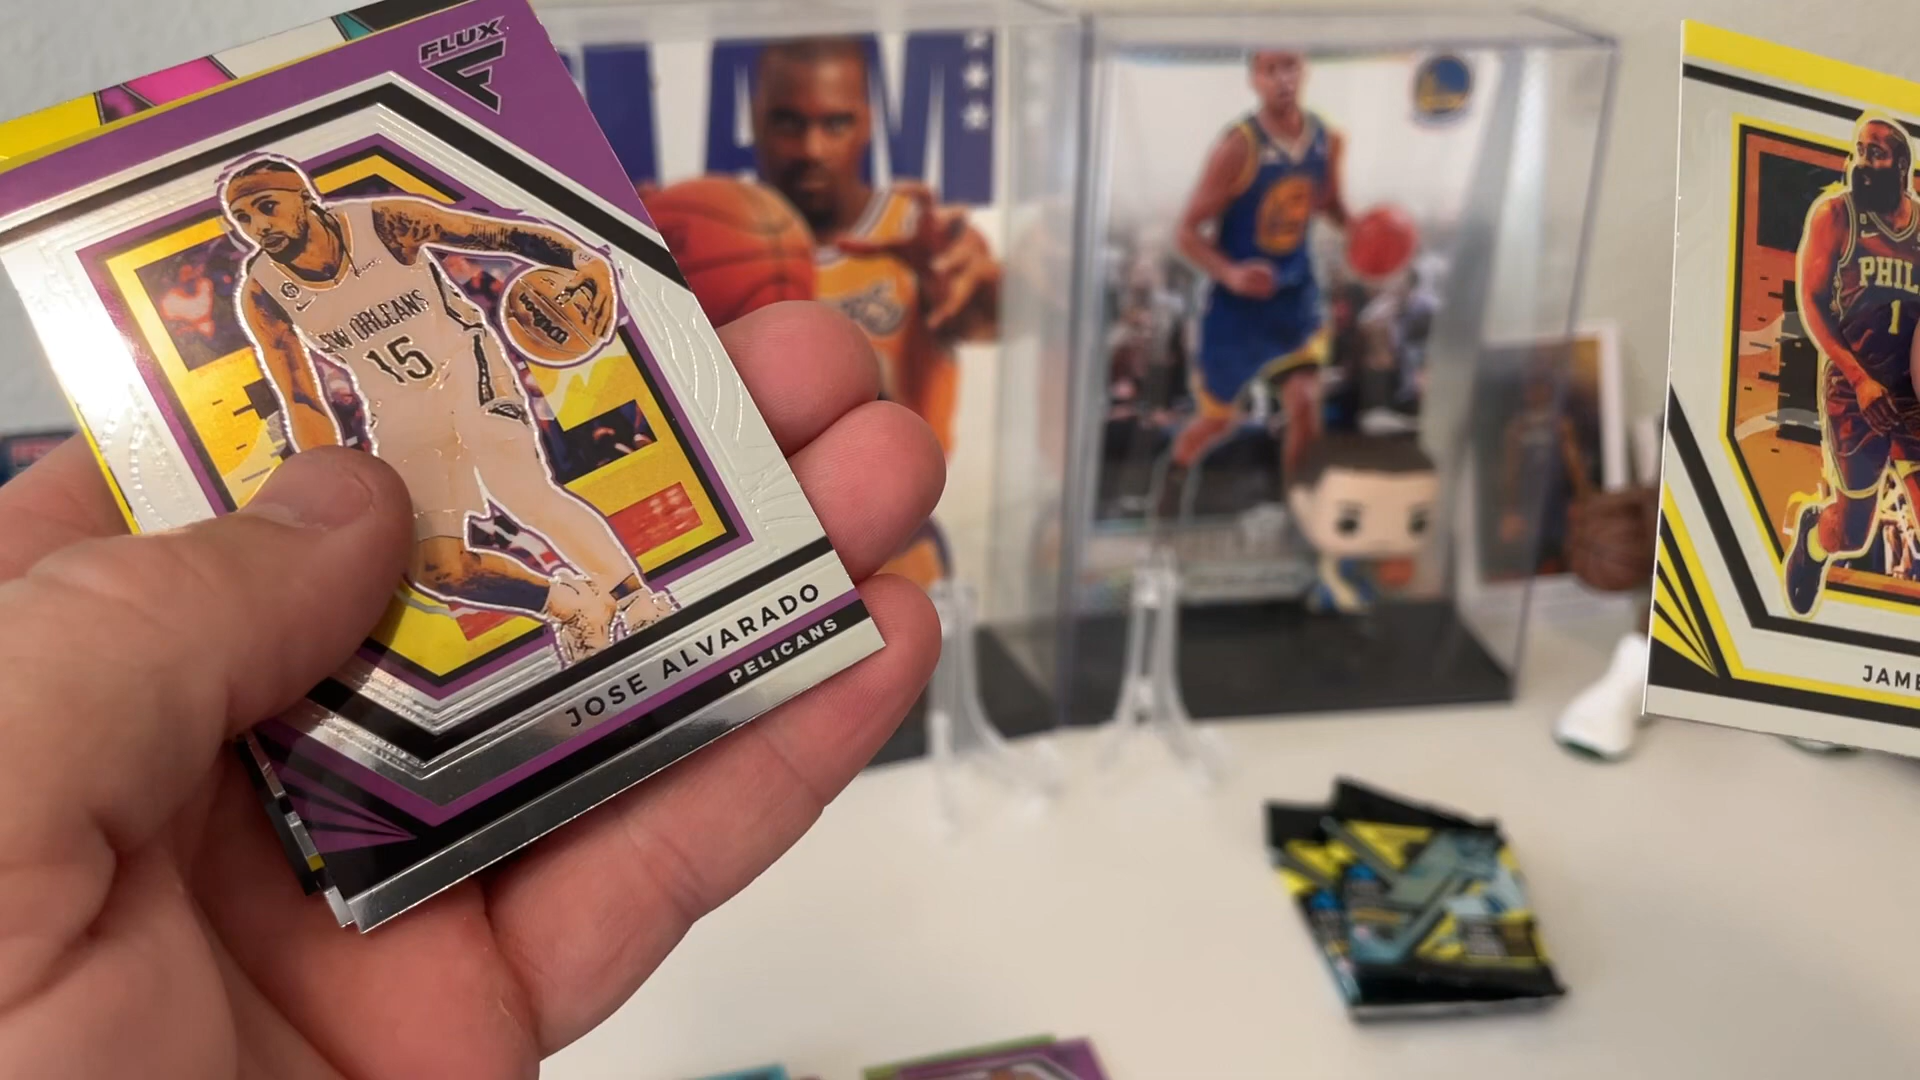 FLUX
NEW ORLEANS
15
JOSE ALVARADO
PELICANS
PHIL
1
JAME